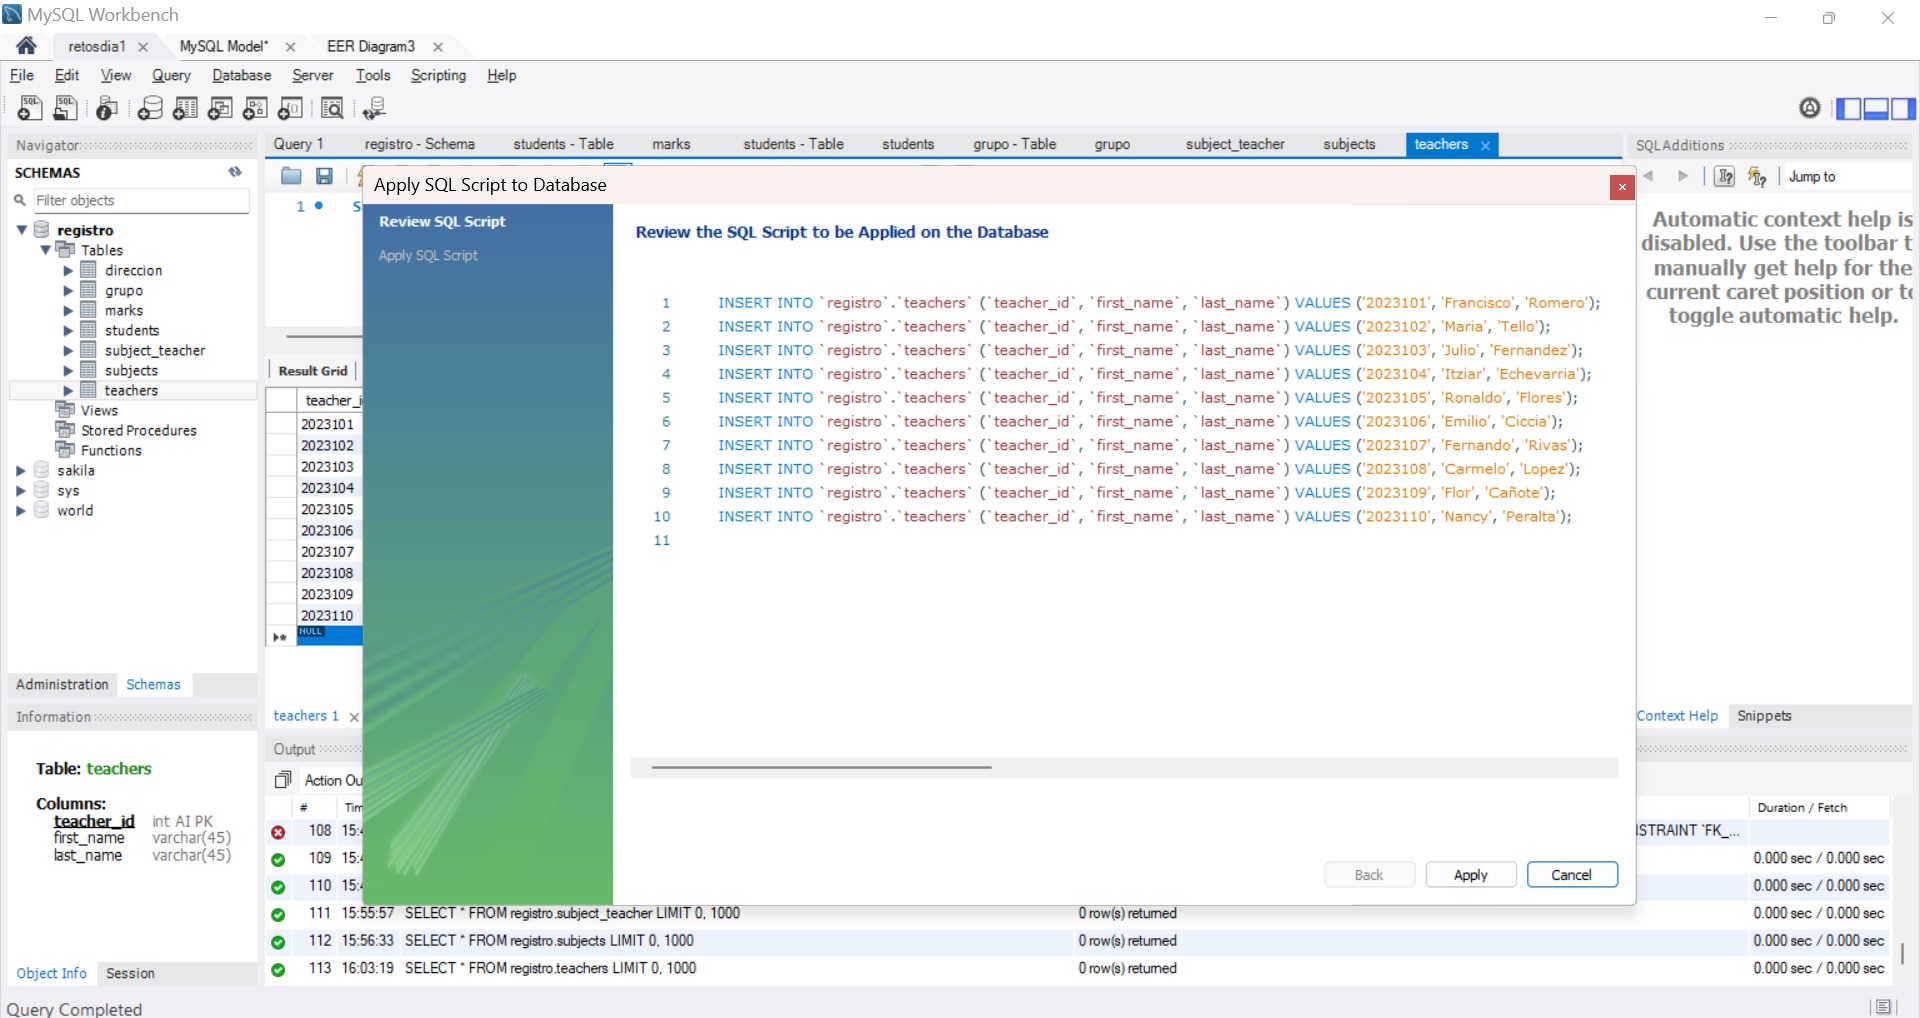 MySQL Workbench
retosdia1
MySQL Model*
EER Diagram3
File Edit View Query Database Server Tools Scripting Help
Navigator
SCHEMAS
Filter objects
registro
Tables
direccion
grupo
marks
students
subject_teacher
subjects
teachers
Views
Stored Procedures
Functions
sakila
sys
world
Administration Schemas
Information
Table: teachers
Columns:
teacher_id int AI PK
first_name varchar(45)
last_name varchar(45)
Object Info Session
Query Completed
Query 1 registro - Schema students - Table marks students - Table students grupo - Table grupo subject_teacher subjects teachers
1
Result Grid
2023101
2023102
2023103
2023104
2023105
2023106
2023107
2023108
2023109
2023110
NULL
teachers 1
Apply SQL Script to Database
Review SQL Script
Apply SQL Script
Review the SQL Script to be Applied on the Database
1 INSERT INTO `registro`.`teachers` (`teacher_id`, `first_name`, `last_name`) VALUES ('2023101', 'Francisco', 'Romero');
2 INSERT INTO `registro`.`teachers` (`teacher_id`, `first_name`, `last_name`) VALUES ('2023102', 'Maria', 'Tello');
3 INSERT INTO `registro`.`teachers` (`teacher_id`, `first_name`, `last_name`) VALUES ('2023103', 'Julio', 'Fernandez');
4 INSERT INTO `registro`.`teachers` (`teacher_id`, `first_name`, `last_name`) VALUES ('2023104', 'Itziar', 'Echevarria');
5 INSERT INTO `registro`.`teachers` (`teacher_id`, `first_name`, `last_name`) VALUES ('2023105', 'Ronaldo', 'Flores');
6 INSERT INTO `registro`.`teachers` (`teacher_id`, `first_name`, `last_name`) VALUES ('2023106', 'Emilio', 'Ciccia');
7 INSERT INTO `registro`.`teachers` (`teacher_id`, `first_name`, `last_name`) VALUES ('2023107', 'Fernando', 'Rivas');
8 INSERT INTO `registro`.`teachers` (`teacher_id`, `first_name`, `last_name`) VALUES ('2023108', 'Carmelo', 'Lopez');
9 INSERT INTO `registro`.`teachers` (`teacher_id`, `first_name`, `last_name`) VALUES ('2023109', 'Flor', 'Cañote');
10 INSERT INTO `registro`.`teachers` (`teacher_id`, `first_name`, `last_name`) VALUES ('2023110', 'Nancy', 'Peralta');
11
Back Apply Cancel
SQLAdditions
Jump to
Automatic context help is
disabled. Use the toolbar t
manually get help for the
current caret position or to
toggle automatic help.
Context Help Snippets
Output
Action Ou
# Tim Duration / Fetch
108 15:4 ISTRAINT `FK_...
109 15:4 0.000 sec / 0.000 sec
110 15:4 0.000 sec / 0.000 sec
111 15:55:57 SELECT * FROM registro.subject_teacher LIMIT 0, 1000 0 row(s) returned 0.000 sec / 0.000 sec
112 15:56:33 SELECT * FROM registro.subjects LIMIT 0, 1000 0 row(s) returned 0.000 sec / 0.000 sec
113 16:03:19 SELECT * FROM registro.teachers LIMIT 0, 1000 0 row(s) returned 0.000 sec / 0.000 sec